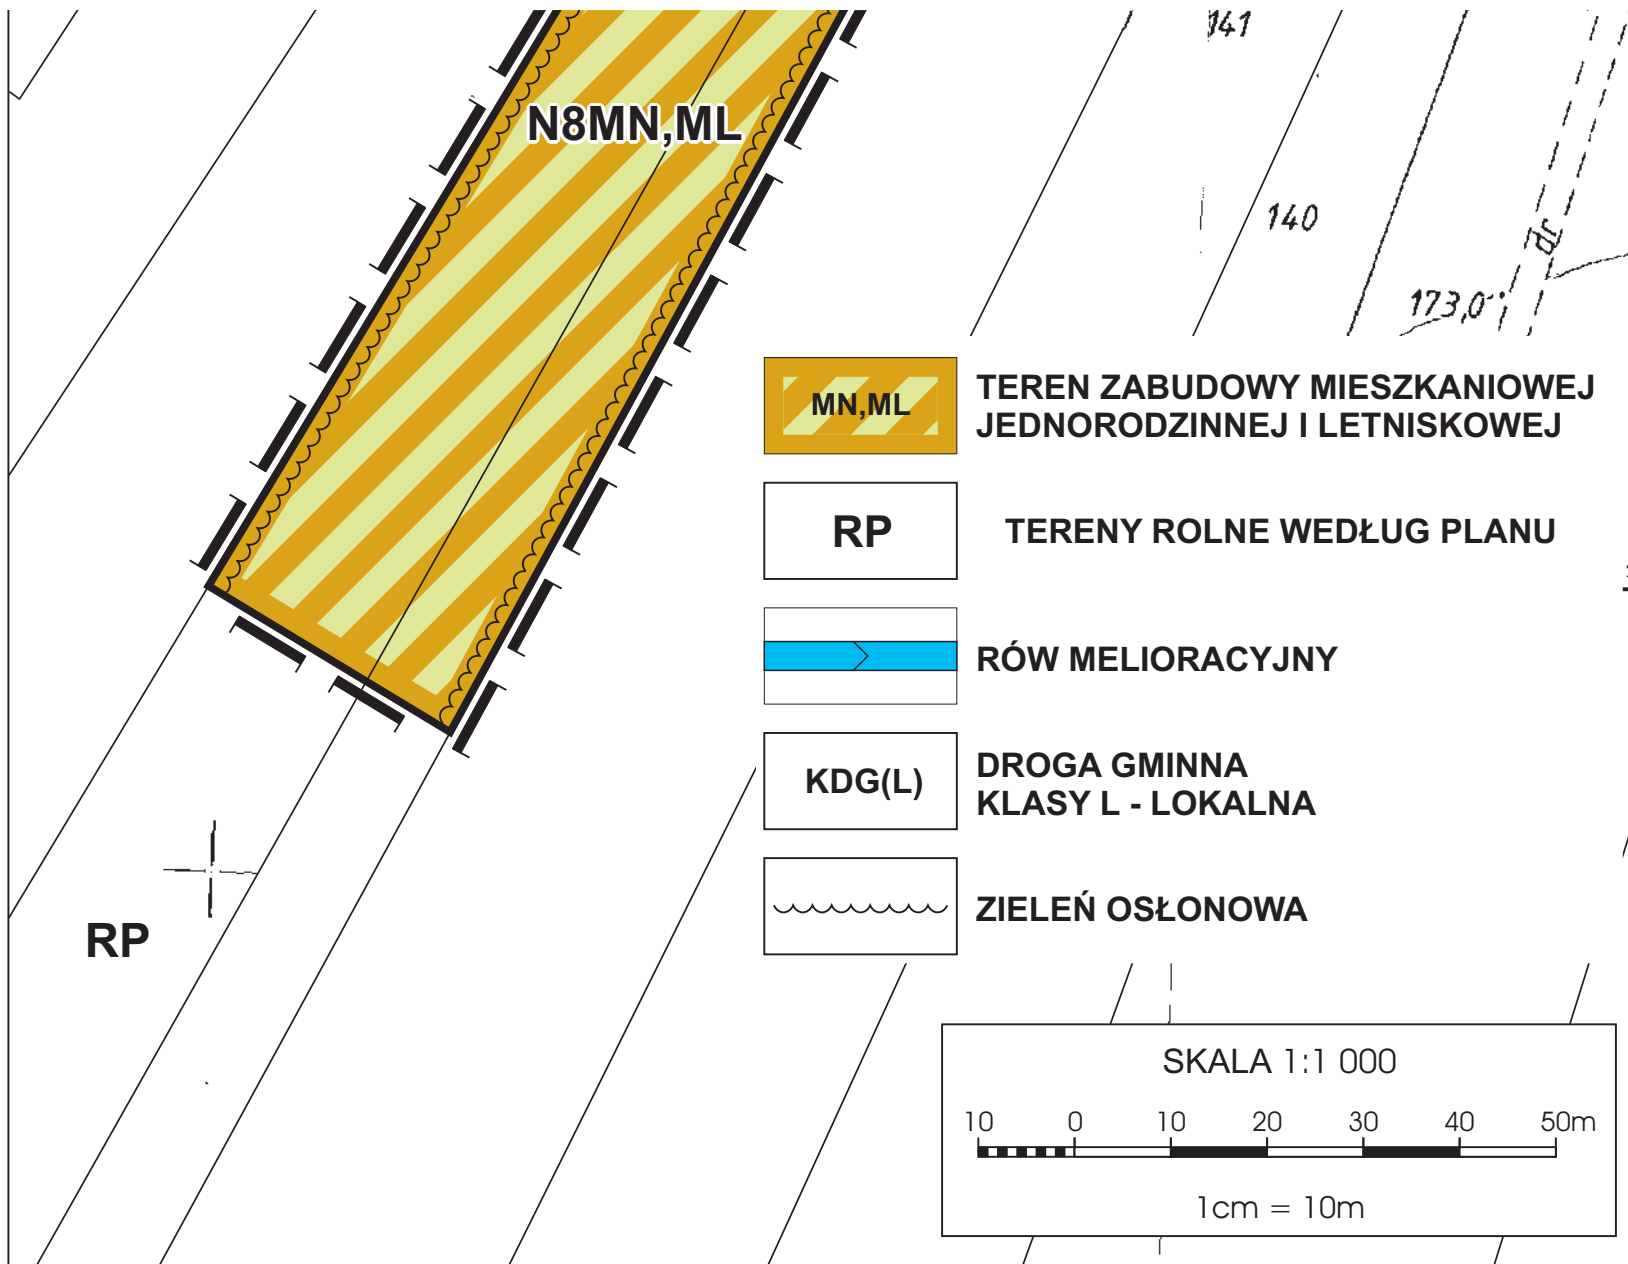 141
N8MN,ML
140
dr
173,0
MN,ML
TEREN ZABUDOWY MIESZKANIOWEJ
JEDNORODZINNEJ I LETNISKOWEJ
RP
TERENY ROLNE WEDŁUG PLANU
RÓW MELIORACYJNY
KDG(L)
DROGA GMINNA
KLASY L - LOKALNA
ZIELEŃ OSŁONOWA
RP
SKALA 1:1 000
10 0 10 20 30 40 50m
1cm = 10m